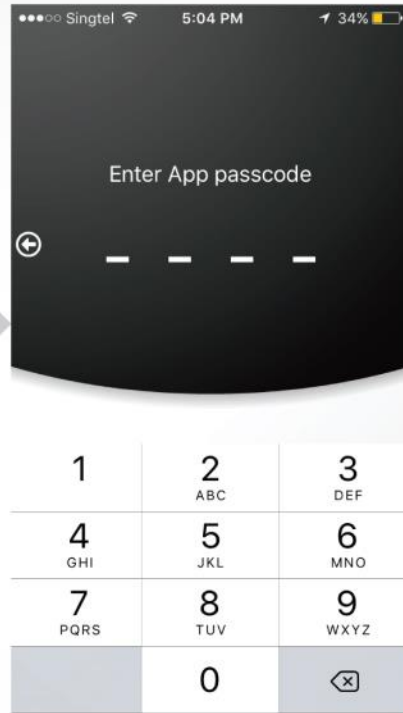 Singtel 5:04 PM 34%
Enter App passcode
1 2 3
ABC DEF
4 5 6
GHI JKL MNO
7 8 9
PQRS TUV WXYZ
0